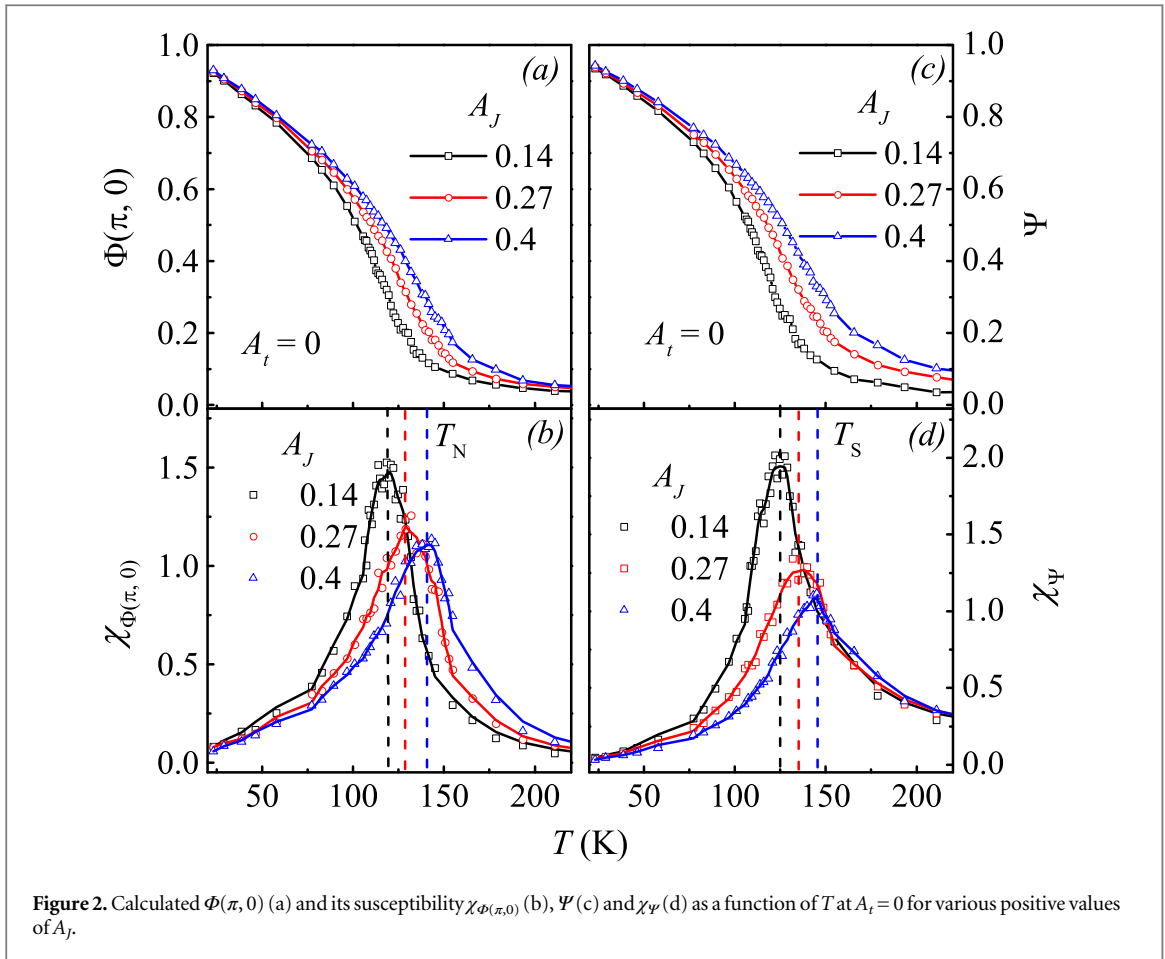 1.0
0.8
0.6
0.4
0.2
0.0
Φ(π, 0)
(a)
A_J
0.14
0.27
0.4
A_t = 0
(c)
A_J
0.14
0.27
0.4
A_t = 0
1.0
0.8
0.6
0.4
0.2
0.0
Ψ
1.5
1.0
0.5
0.0
χ_Φ(π, 0)
(b)
T_N
A_J
0.14
0.27
0.4
50 100 150 200
(d)
T_S
A_J
0.14
0.27
0.4
2.0
1.5
1.0
0.5
0.0
χ_Ψ
50 100 150 200
T (K)
Figure 2. Calculated Φ(π, 0) (a) and its susceptibility χ_Φ(π,0) (b), Ψ (c) and χ_Ψ (d) as a function of T at A_t = 0 for various positive values
of A_J.